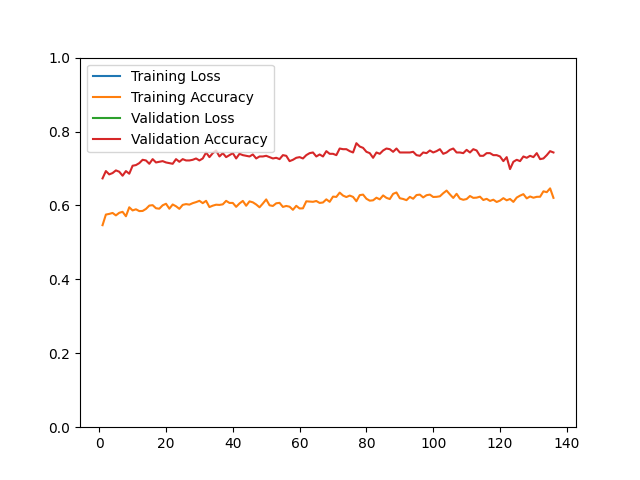 1.0
0.8
0.6
0.4
0.2
0.0
0 20 40 60 80 100 120 140
Training Loss
Training Accuracy
Validation Loss
Validation Accuracy